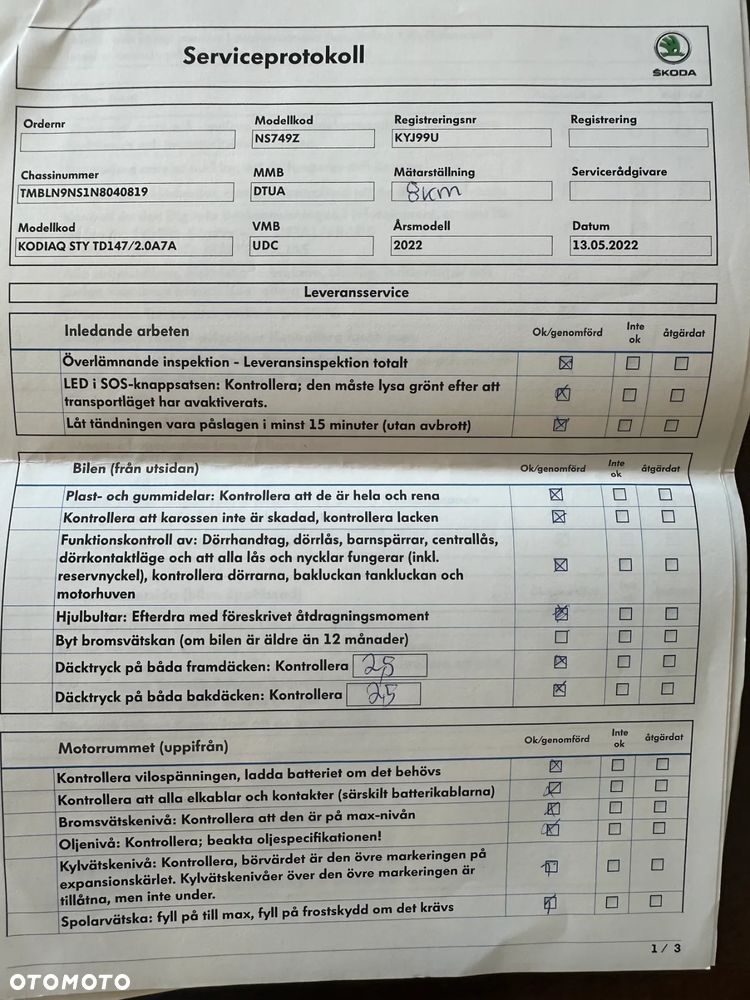 Serviceprotokoll
ŠKODA
Ordernr
Modellkod
NS749Z
Registreringsnr
KYJ99U
Registrering
Chassinummer
TMBLN9NS1N8040819
MMB
DTUA
Mätarställning
8km
Servicerådgivare
Modellkod
KODIAQ STY TD147/2.0A7A
VMB
UDC
Årsmodell
2022
Datum
13.05.2022
Leveransservice
Inledande arbeten Ok/genomförd Inte ok åtgärdat
Överlämnande inspektion - Leveransinspektion totalt
LED i SOS-knappsatsen: Kontrollera; den måste lysa grönt efter att
transportläget har avaktiverats.
Låt tändningen vara påslagen i minst 15 minuter (utan avbrott)
Bilen (från utsidan) Ok/genomförd Inte ok åtgärdat
Plast- och gummidelar: Kontrollera att de är hela och rena
Kontrollera att karossen inte är skadad, kontrollera lacken
Funktionskontroll av: Dörrhandtag, dörrlås, barnspärrar, centrallås,
dörrkontaktläge och att alla lås och nycklar fungerar (inkl.
reservnyckel), kontrollera dörrarna, bakluckan tankluckan och
motorhuven
Hjulbultar: Efterdra med föreskrivet åtdragningsmoment
Byt bromsvätskan (om bilen är äldre än 12 månader)
Däcktryck på båda framdäcken: Kontrollera 2,5
Däcktryck på båda bakdäcken: Kontrollera 2,5
Motorrummet (uppifrån) Ok/genomförd Inte ok åtgärdat
Kontrollera vilospänningen, ladda batteriet om det behövs
Kontrollera att alla elkablar och kontakter (särskilt batterikablarna)
Bromsvätskenivå: Kontrollera att den är på max-nivån
Oljenivå: Kontrollera; beakta oljespecifikationen!
Kylvätskenivå: Kontrollera, börvärdet är den övre markeringen på
expansionskärlet. Kylvätskenivåer över den övre markeringen är
tillåtna, men inte under.
Spolarvätska: fyll på till max, fyll på frostskydd om det krävs
1 / 3
OTOMOTO